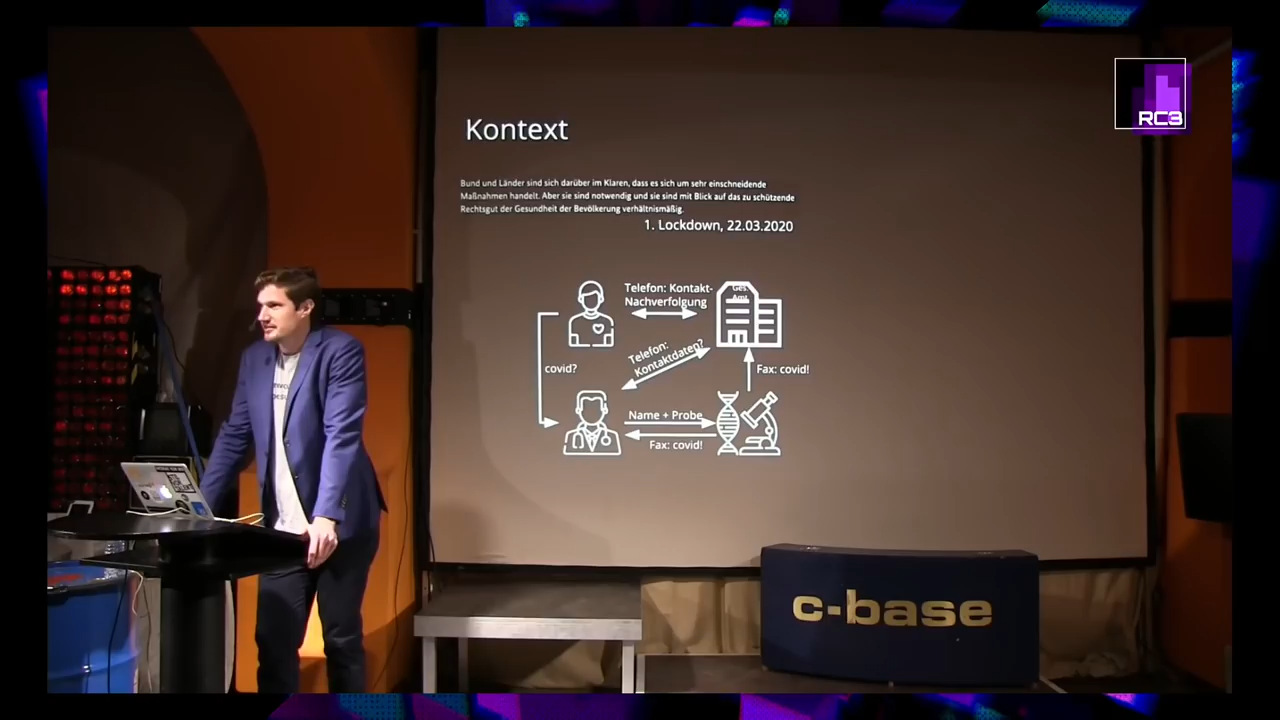 RC3
Kontext
Bund und Länder sind sich darüber im Klaren, dass es sich um sehr einschneidende
Maßnahmen handelt. Aber sie sind notwendig und sie sind mit Blick auf das zu schützende
Rechtsgut der Gesundheit der Bevölkerung verhältnismäßig.
1. Lockdown, 22.03.2020
Telefon: Kontakt-
Nachverfolgung
Ges.
Amt
Telefon:
Kontaktdaten?
covid?
Fax: covid!
Name + Probe
Fax: covid!
c-base